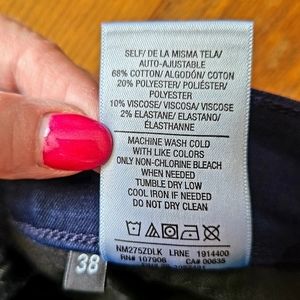 SELF/ DE LA MISMA TELA/
AUTO-AJUSTABLE
68% COTTON/ ALGODÓN/ COTON
20% POLYESTER/ POLIÉSTER/
POLYESTER
10% VISCOSE/ VISCOSA/ VISCOSE
2% ELASTANE/ ELASTANO/
ÉLASTHANNE
MACHINE WASH COLD
WITH LIKE COLORS
ONLY NON-CHLORINE BLEACH
WHEN NEEDED
TUMBLE DRY LOW
COOL IRON IF NEEDED
DO NOT DRY CLEAN
NM275ZDLK LRNE 1914400
RN# 107906 CA# 00635
38